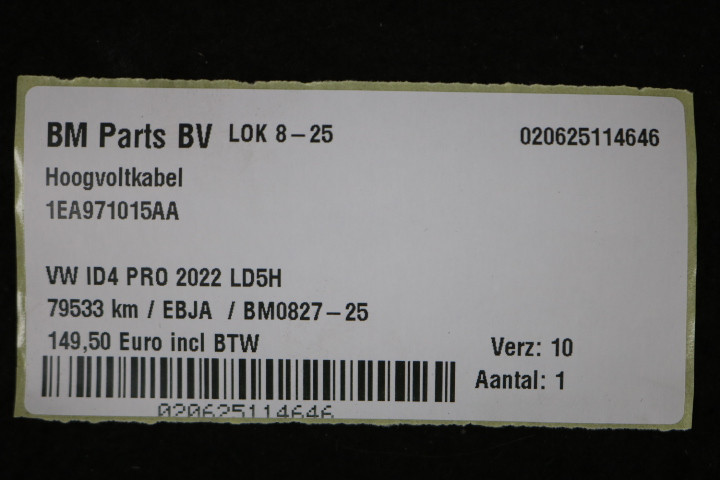 BM Parts BV LOK 8-25 020625114646
Hoogvoltkabel
1EA971015AA
VW ID4 PRO 2022 LD5H
79533 km / EBJA / BM0827-25
149,50 Euro incl BTW
Verz: 10
Aantal: 1
020625114646